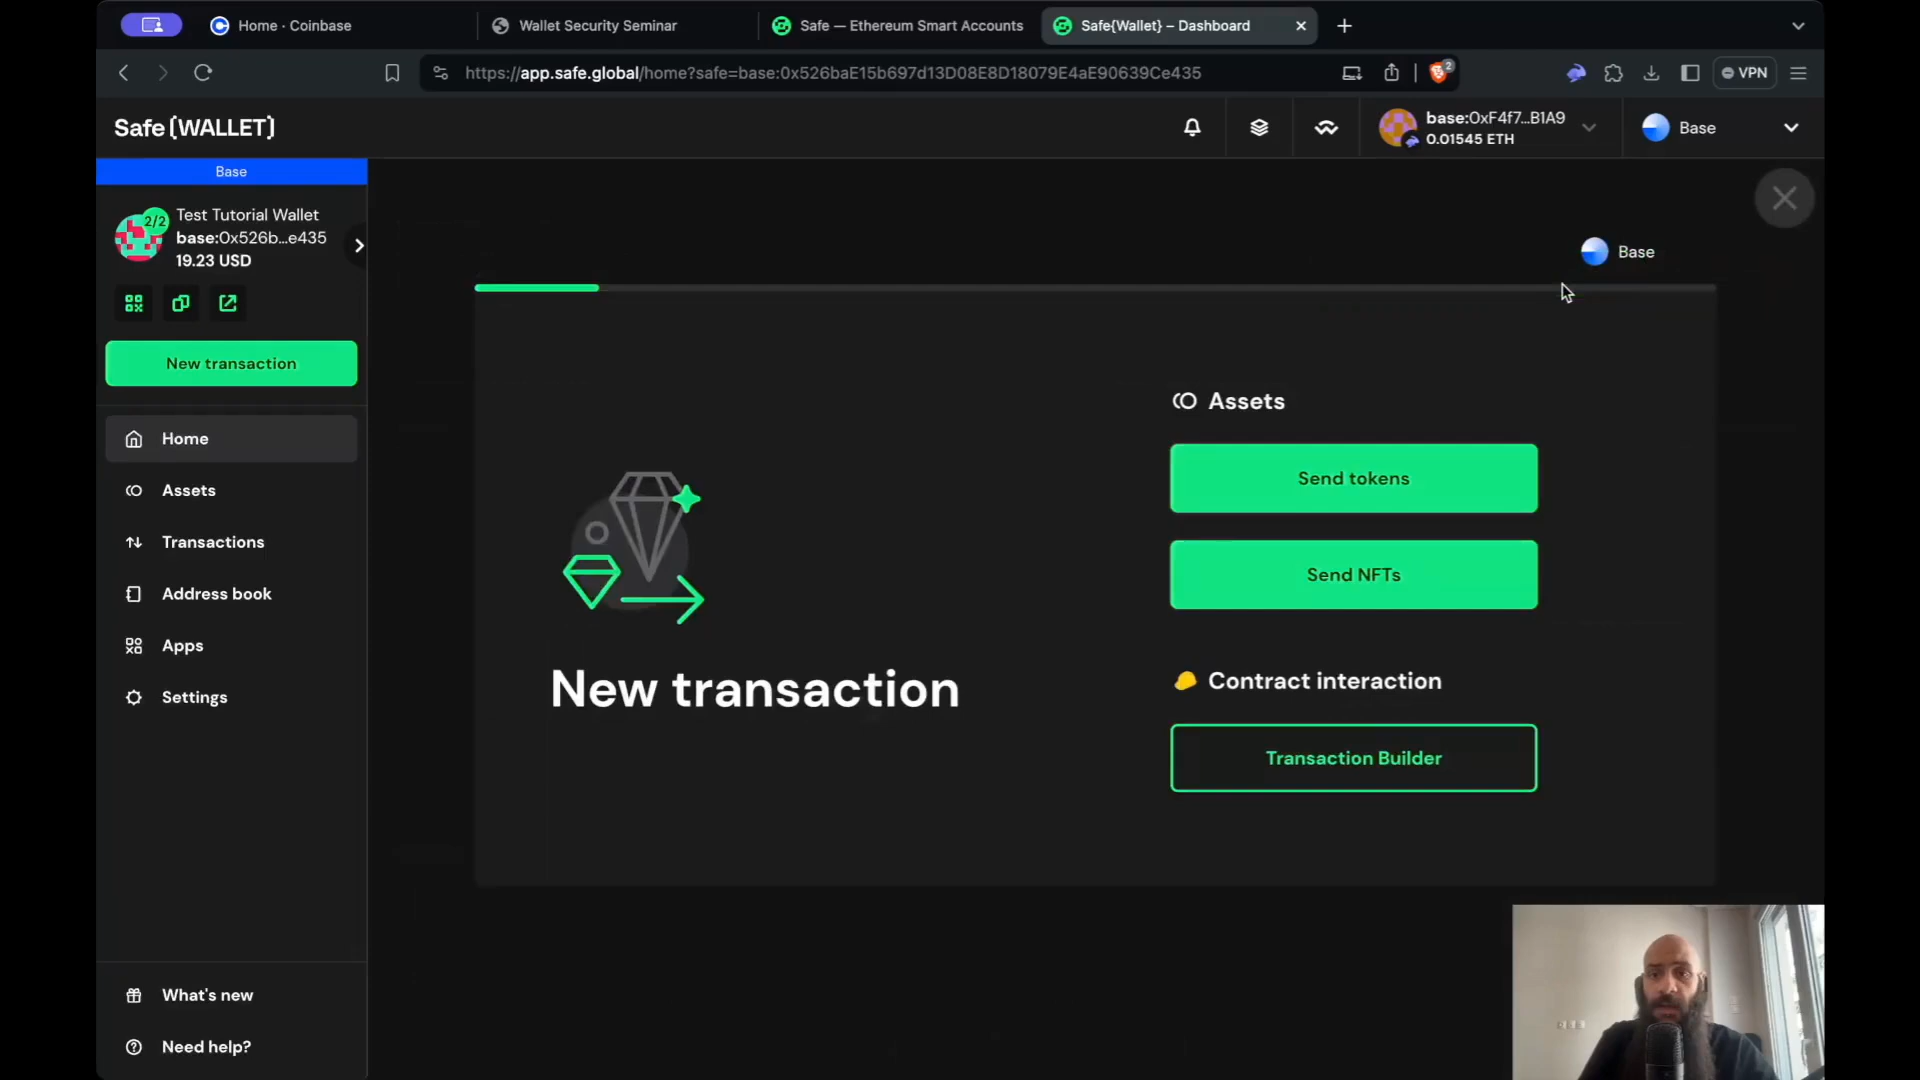 Home · Coinbase
Wallet Security Seminar
Safe — Ethereum Smart Accounts
Safe{Wallet} – Dashboard
https://app.safe.global/home?safe=base:0x526baE15b697d13D08E8D18079E4aE90639Ce435
2
VPN
Safe{WALLET}
base:0xF4f7...B1A9
0.01545 ETH
Base
Base
2/2
Test Tutorial Wallet
base:0x526b...e435
19.23 USD
New transaction
Home
Assets
Transactions
Address book
Apps
Settings
What's new
Need help?
Base
New transaction
Assets
Send tokens
Send NFTs
Contract interaction
Transaction Builder